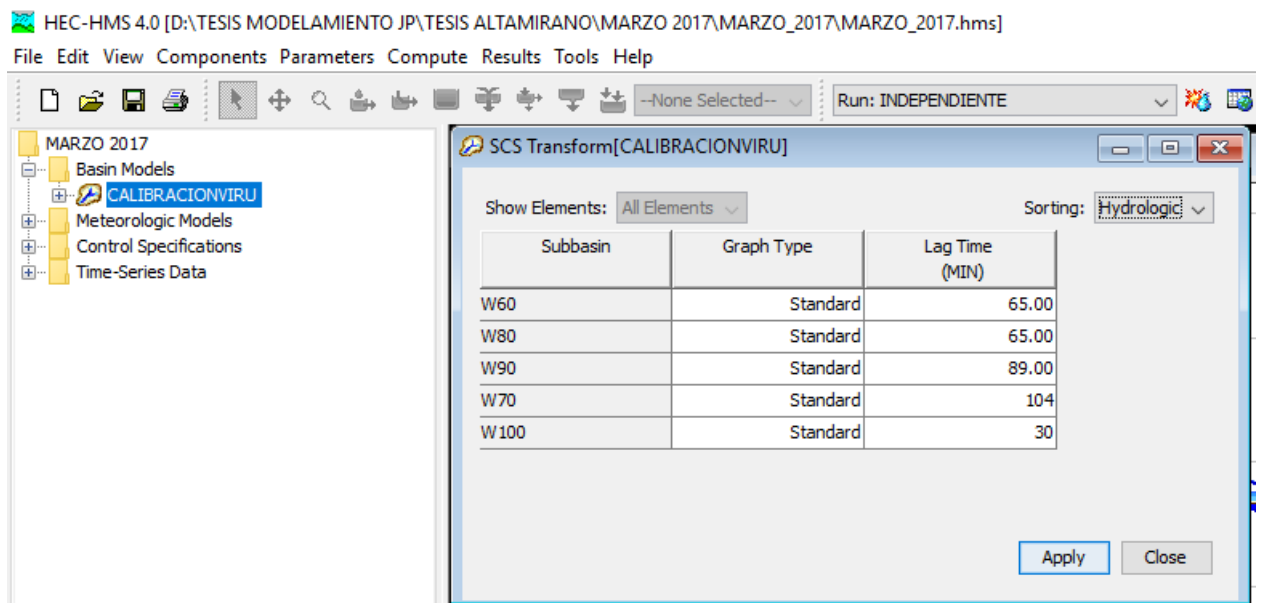 HEC-HMS 4.0 [D:\TESIS MODELAMIENTO JP\TESIS ALTAMIRANO\MARZO 2017\MARZO_2017\MARZO_2017.hms]
File Edit View Components Parameters Compute Results Tools Help
--None Selected-- Run: INDEPENDIENTE
MARZO 2017
Basin Models
CALIBRACIONVIRU
Meteorologic Models
Control Specifications
Time-Series Data
SCS Transform[CALIBRACIONVIRU]
Show Elements: All Elements Sorting: Hydrologic
Subbasin Graph Type Lag Time
(MIN)
W60 Standard 65.00
W80 Standard 65.00
W90 Standard 89.00
W70 Standard 104
W100 Standard 30
Apply Close